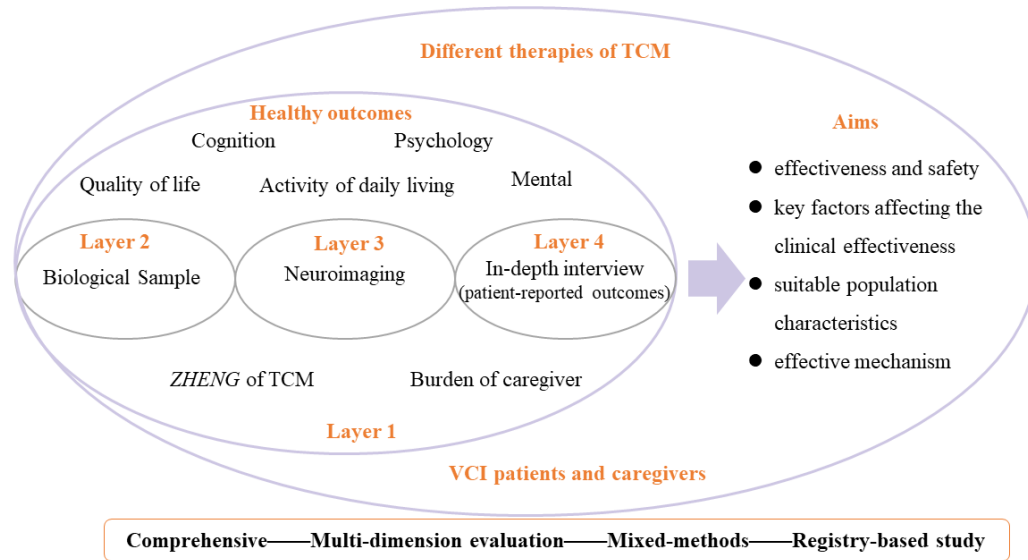 Different therapies of TCM
Healthy outcomes
Cognition
Psychology
Quality of life
Activity of daily living
Mental
Layer 2
Biological Sample
Layer 3
Neuroimaging
Layer 4
In-depth interview
(patient-reported outcomes)
ZHENG of TCM
Burden of caregiver
Layer 1
VCI patients and caregivers
Aims
● effectiveness and safety
● key factors affecting the
clinical effectiveness
● suitable population
characteristics
● effective mechanism
Comprehensive——Multi-dimension evaluation——Mixed-methods——Registry-based study